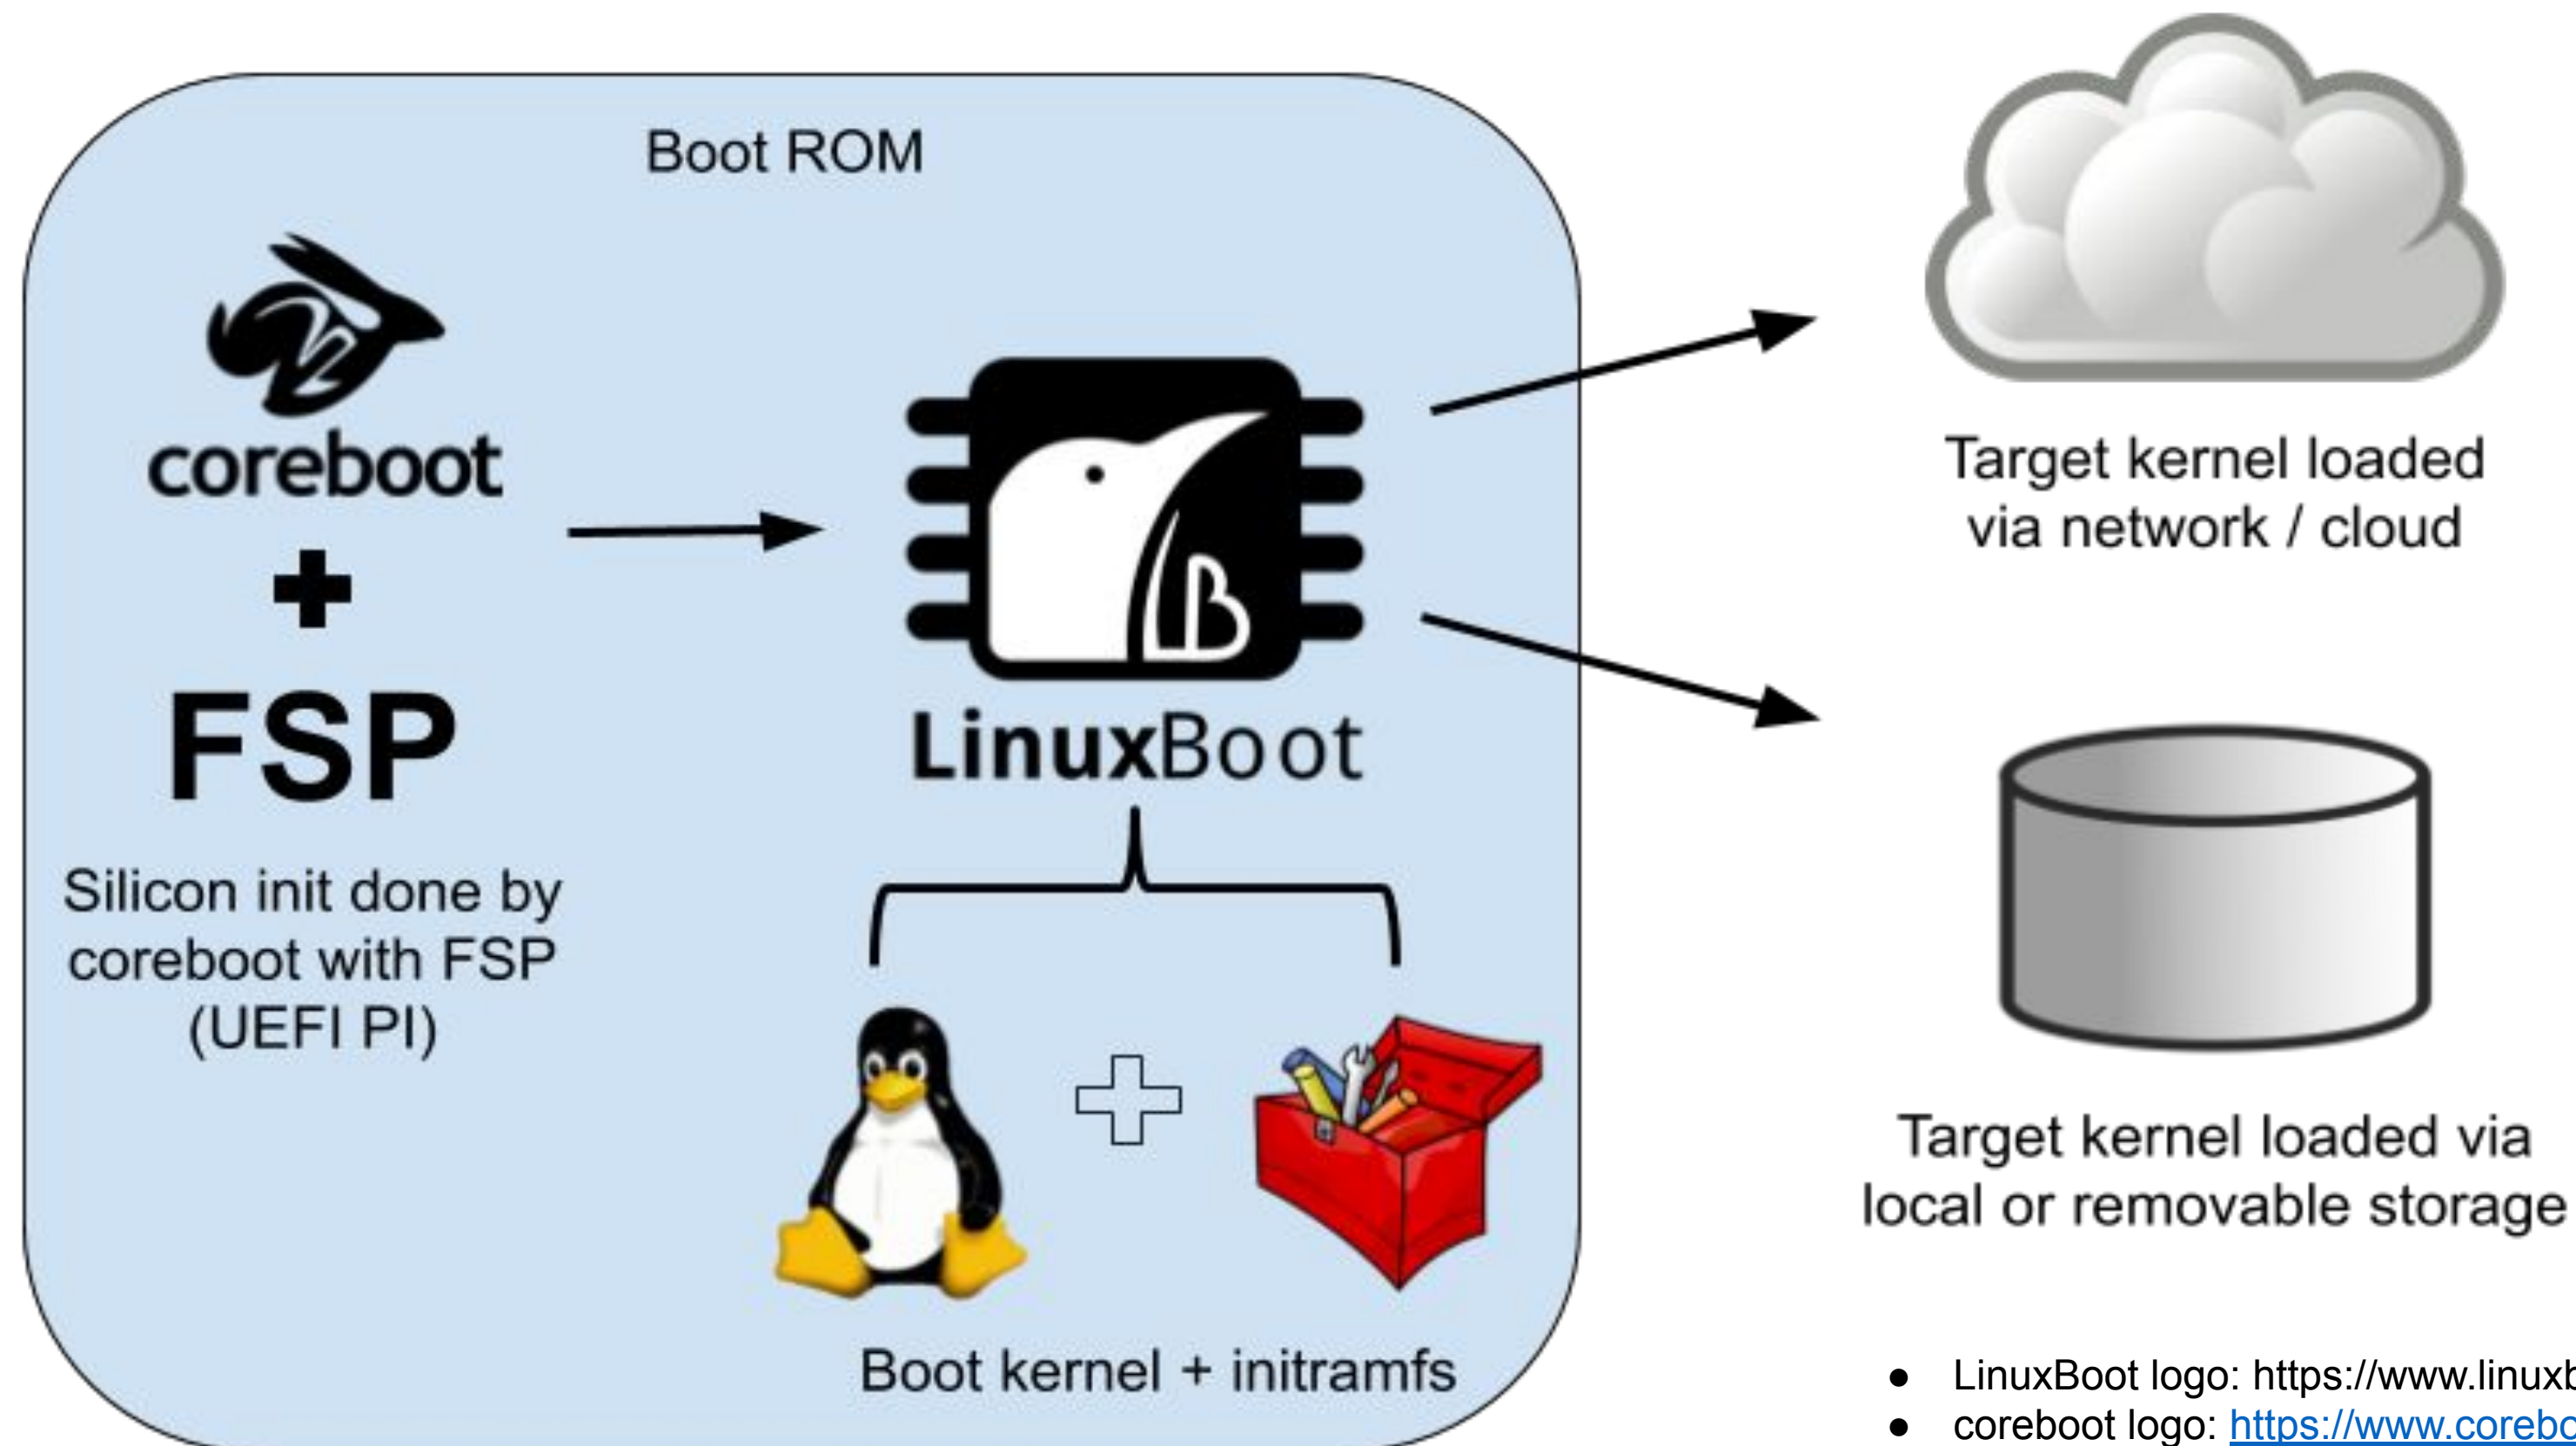 Boot ROM
coreboot
FSP
Silicon init done by
coreboot with FSP
(UEFI PI)
B
LinuxBoot
Boot kernel + initramfs
Target kernel loaded
via network / cloud
Target kernel loaded via
local or removable storage
● LinuxBoot logo: https://www.linuxb
● coreboot logo: https://www.corebo